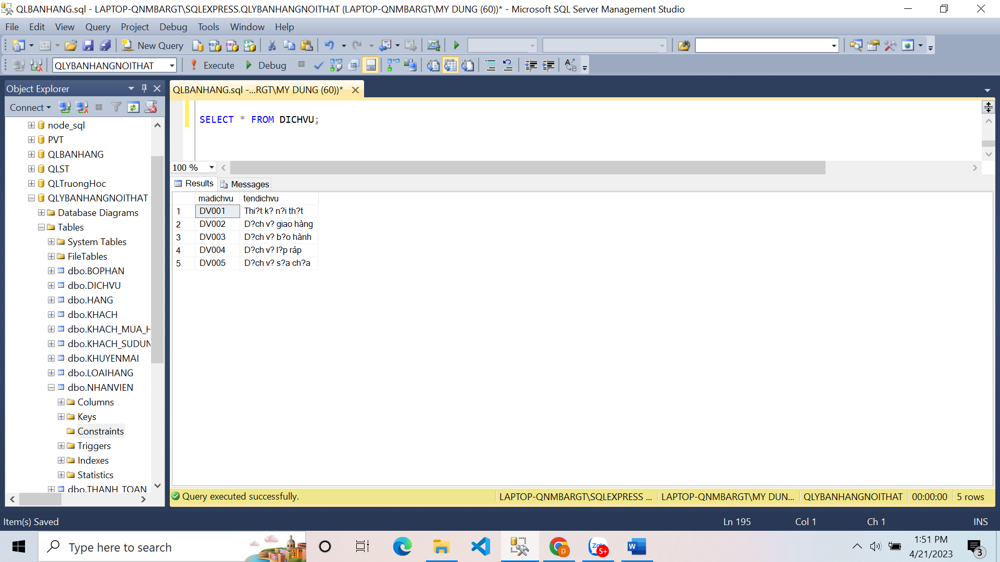 QLBANHANG.sql - LAPTOP-QNMBARGT\SQLEXPRESS.QLYBANHANGNOITHAT (LAPTOP-QNMBARGT\MY DUNG (60))* - Microsoft SQL Server Management Studio
File Edit View Query Project Debug Tools Window Help
New Query
QLYBANHANGNOITHAT Execute Debug
Object Explorer
QLBANHANG.sql -...RGT\MY DUNG (60))*
Connect
node_sql
PVT
QLBANHANG
QLST
QLTruongHoc
QLYBANHANGNOITHAT
Database Diagrams
Tables
System Tables
FileTables
dbo.BOPHAN
dbo.DICHVU
dbo.HANG
dbo.KHACH
dbo.KHACH_MUA_H
dbo.KHACH_SUDUN
dbo.KHUYENMAI
dbo.LOAIHANG
dbo.NHANVIEN
Columns
Keys
Constraints
Triggers
Indexes
Statistics
dbo.THANH_TOAN
SELECT * FROM DICHVU;
100 %
Results Messages
madichvu tendichvu
1 DV001 Thi?t k? n?i th?t
2 DV002 D?ch v? giao hàng
3 DV003 D?ch v? b?o hành
4 DV004 D?ch v? l?p ráp
5 DV005 D?ch v? s?a ch?a
Query executed successfully. LAPTOP-QNMBARGT\SQLEXPRESS ... LAPTOP-QNMBARGT\MY DUN... QLYBANHANGNOITHAT 00:00:00 5 rows
Item(s) Saved Ln 195 Col 1 Ch 1 INS
Type here to search
D
Zalo
5+
W
1:51 PM
4/21/2023
3